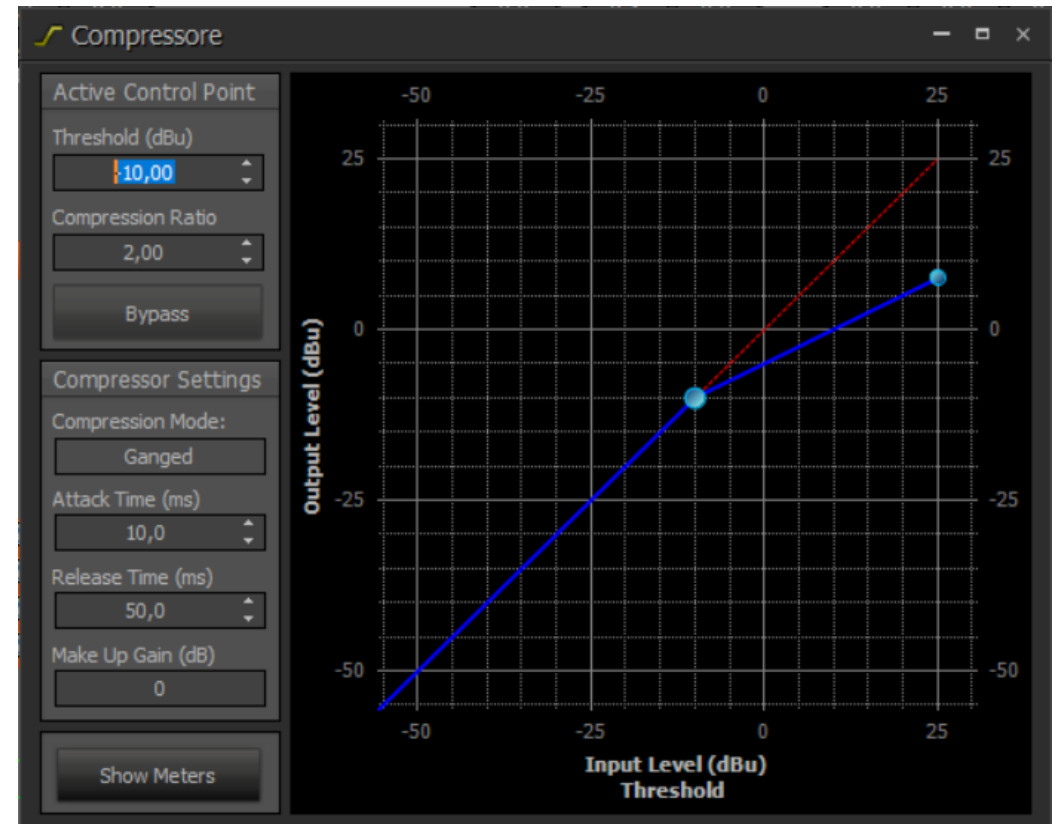 Compressore
Active Control Point
Threshold (dBu)
-10,00
Compression Ratio
2,00
Bypass
Compressor Settings
Compression Mode:
Ganged
Attack Time (ms)
10,0
Release Time (ms)
50,0
Make Up Gain (dB)
0
Show Meters
-50 -25 0 25
25 25
0 0
-25 -25
-50 -50
Output Level (dBu)
-50 -25 0 25
Input Level (dBu)
Threshold